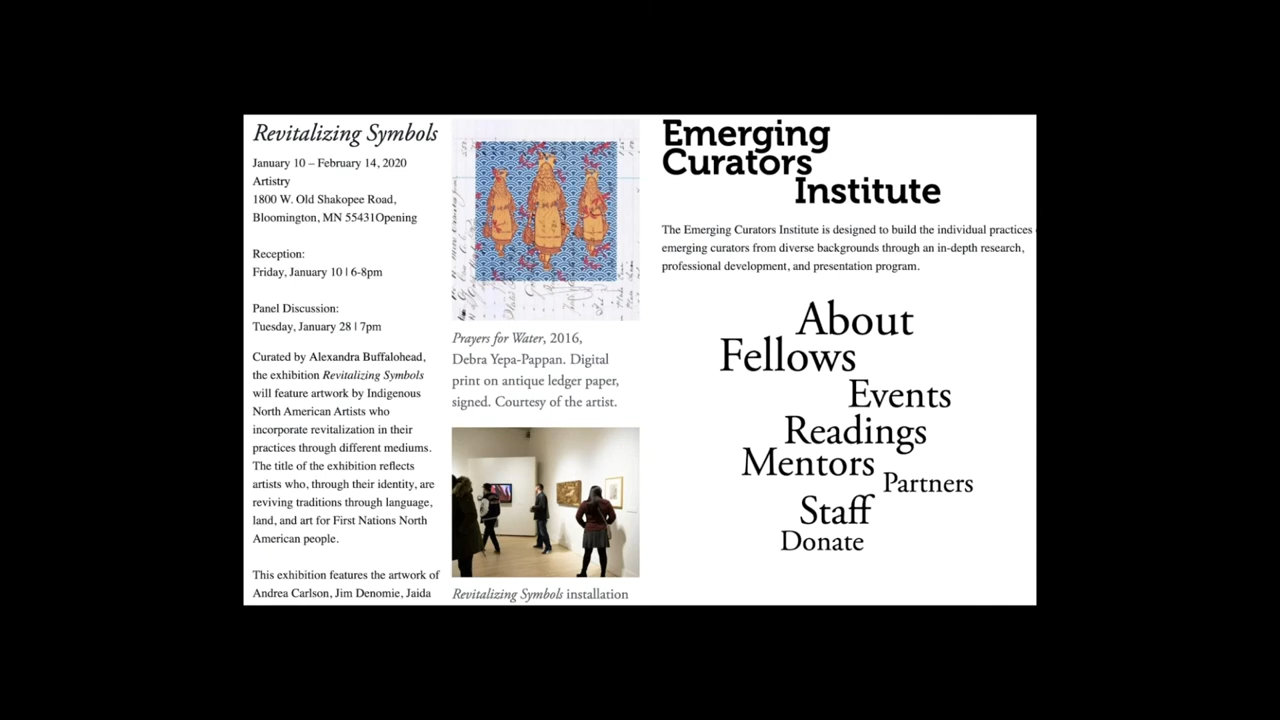 Revitalizing Symbols
January 10 – February 14, 2020
Artistry
1800 W. Old Shakopee Road,
Bloomington, MN 55431Opening
Reception:
Friday, January 10 | 6-8pm
Panel Discussion:
Tuesday, January 28 | 7pm
Curated by Alexandra Buffalohead,
the exhibition Revitalizing Symbols
will feature artwork by Indigenous
North American Artists who
incorporate revitalization in their
practices through different mediums.
The title of the exhibition reflects
artists who, through their identity, are
reviving traditions through language,
land, and art for First Nations North
American people.
This exhibition features the artwork of
Andrea Carlson, Jim Denomie, Jaida
Prayers for Water, 2016,
Debra Yepa-Pappan. Digital
print on antique ledger paper,
signed. Courtesy of the artist.
Revitalizing Symbols installation
Emerging
Curators
Institute
The Emerging Curators Institute is designed to build the individual practices
emerging curators from diverse backgrounds through an in-depth research,
professional development, and presentation program.
About
Fellows
Events
Readings
Mentors
Partners
Staff
Donate